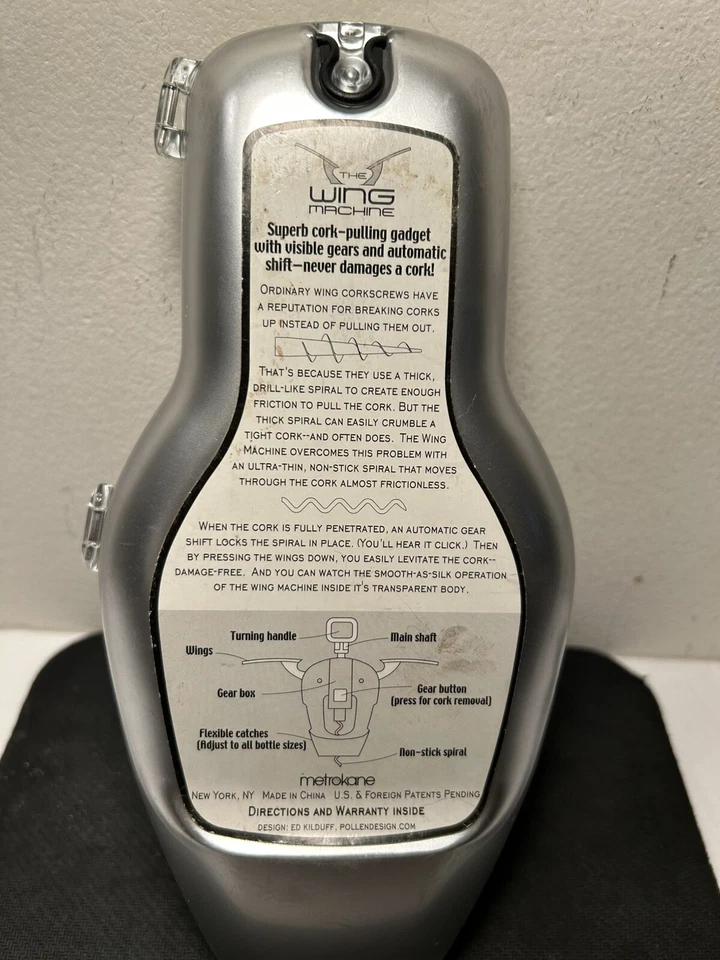 THE
WING
MACHINE
Superb cork-pulling gadget
with visible gears and automatic
shift—never damages a cork!
ORDINARY WING CORKSCREWS HAVE
A REPUTATION FOR BREAKING CORKS
UP INSTEAD OF PULLING THEM OUT.
THAT'S BECAUSE THEY USE A THICK,
DRILL-LIKE SPIRAL TO CREATE ENOUGH
FRICTION TO PULL THE CORK. BUT THE
THICK SPIRAL CAN EASILY CRUMBLE A
TIGHT CORK--AND OFTEN DOES. THE WING
MACHINE OVERCOMES THIS PROBLEM WITH
AN ULTRA-THIN, NON-STICK SPIRAL THAT MOVES
THROUGH THE CORK ALMOST FRICTIONLESS.
WHEN THE CORK IS FULLY PENETRATED, AN AUTOMATIC GEAR
SHIFT LOCKS THE SPIRAL IN PLACE. (YOU'LL HEAR IT CLICK.) THEN
BY PRESSING THE WINGS DOWN, YOU EASILY LEVITATE THE CORK--
DAMAGE-FREE. AND YOU CAN WATCH THE SMOOTH-AS-SILK OPERATION
OF THE WING MACHINE INSIDE IT'S TRANSPARENT BODY.
Turning handle
Main shaft
Wings
Gear box
Gear button
(press for cork removal)
Flexible catches
(Adjust to all bottle sizes)
Non-stick spiral
metrokane
NEW YORK, NY MADE IN CHINA U.S. & FOREIGN PATENTS PENDING
DIRECTIONS AND WARRANTY INSIDE
DESIGN: ED KILDUFF, POLLENDESIGN.COM